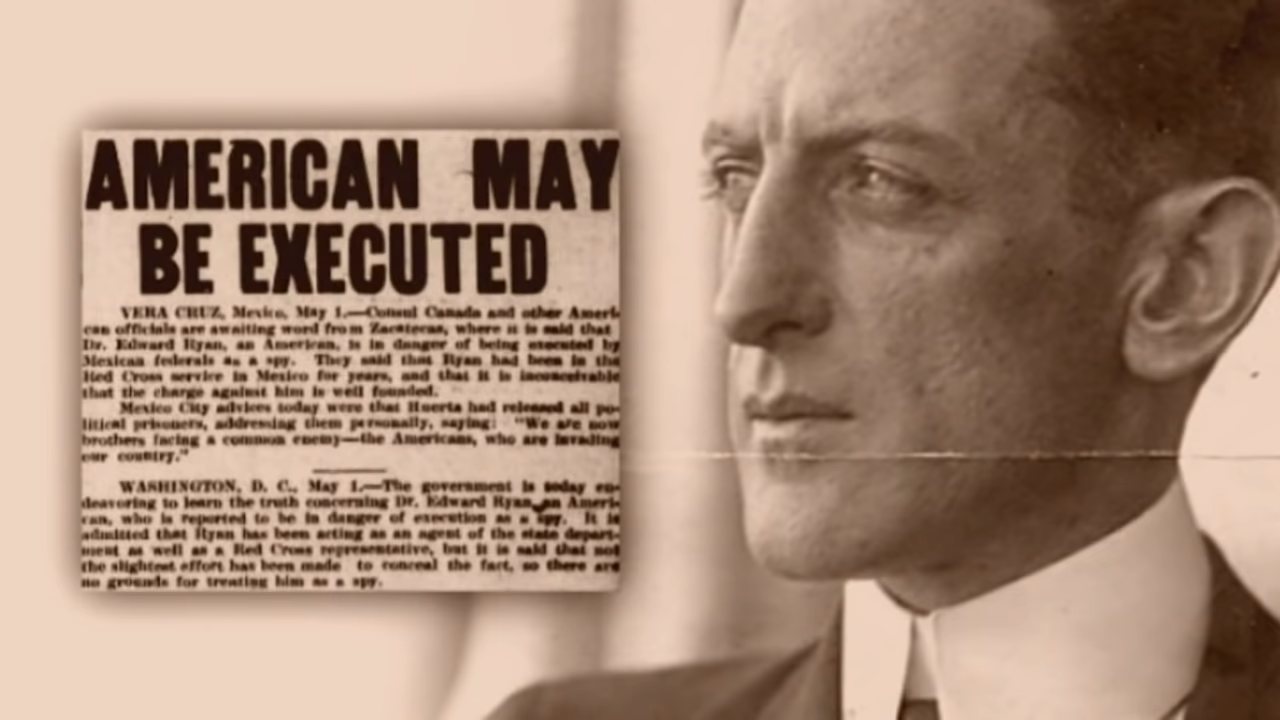 AMERICAN MAY
BE EXECUTED
VERA CRUZ, Mexico, May 1.—Consul Canada and other Ameri-
can officials are awaiting word from Zacatecas, where it is said that
Dr. Edward Ryan, an American, is in danger of being executed by
Mexican federals as a spy. They said that Ryan had been in the
Red Cross service in Mexico for years, and that it is inconceivable
that the charge against him is well founded.
Mexico City advices today were that Huerta had released all po-
litical prisoners, addressing them personally, saying: "We are now
brothers facing a common enemy—the Americans, who are invading
our country."
WASHINGTON, D. C., May 1.—The government is today en-
deavoring to learn the truth concerning Dr. Edward Ryan, an Ameri-
can, who is reported to be in danger of execution as a spy. It is
admitted that Ryan has been acting as an agent of the state depart-
ment as well as a Red Cross representative, but it is said that not
the slightest effort has been made to conceal the fact, so there are
no grounds for treating him as a spy.